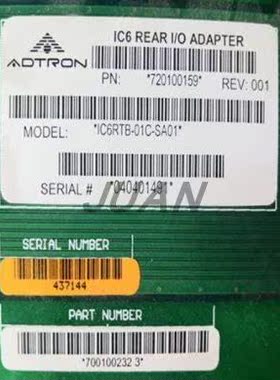 IC6 REAR I/O ADAPTER
ADTRON
PN: *720100159* REV: 001
MODEL: *IC6RTB-01C-SA01*
SERIAL # *040401491*
JUAN
SERIAL NUMBER
437144
PART NUMBER
*700100232 3*